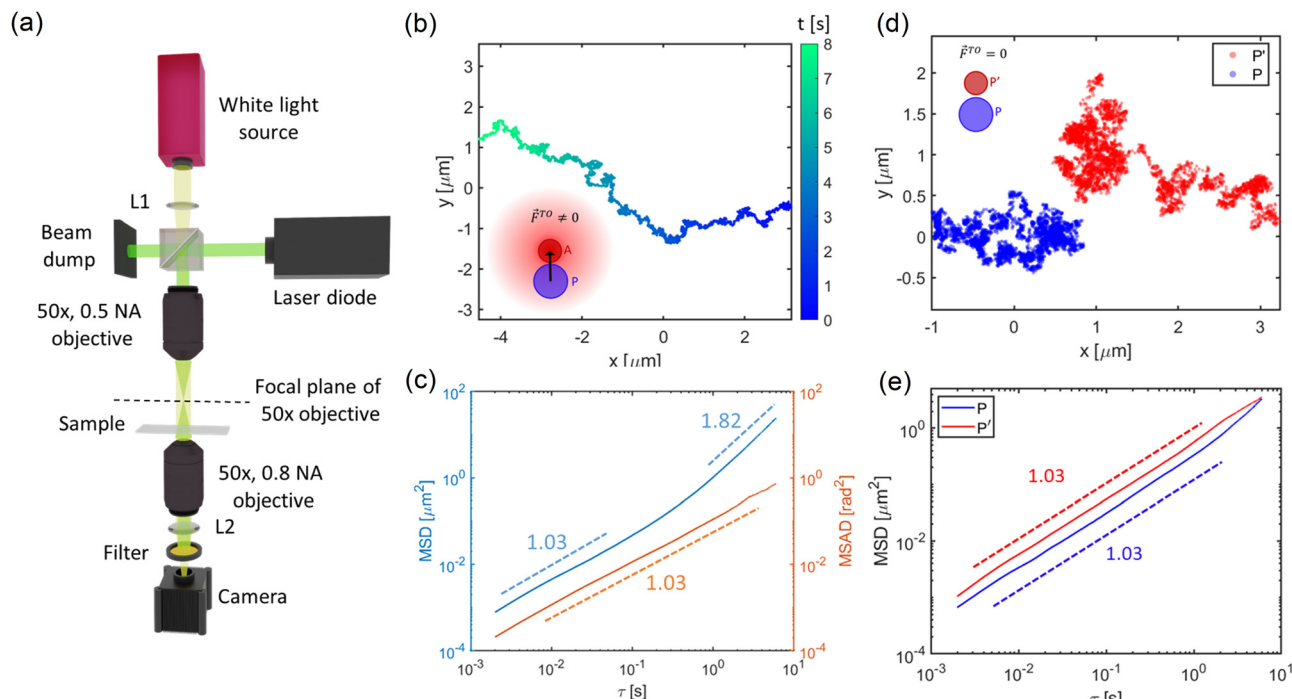 (a)
White light
source
L1
Beam
dump
Laser diode
50x, 0.5 NA
objective
Focal plane of
50x objective
Sample
50x, 0.8 NA
objective
L2
Filter
Camera
(b)
t [s]
8
7
6
5
4
3
2
1
0
y [μm]
3
2
1
0
-1
-2
-3
F⃗^TO ≠ 0
A
P
-4
-2
0
2
x [μm]
(c)
MSD [μm²]
10²
10⁰
10⁻²
10⁻⁴
1.82
1.03
1.03
MSAD [rad²]
10²
10⁰
10⁻²
10⁻⁴
10⁻³
10⁻²
10⁻¹
10⁰
10¹
τ [s]
(d)
y [μm]
2
1.5
1
0.5
0
-0.5
F⃗^TO = 0
P'
P
P'
P
-1
0
1
2
3
x [μm]
(e)
P
P'
MSD [μm²]
10⁰
10⁻²
10⁻⁴
1.03
1.03
10⁻³
10⁻²
10⁻¹
10⁰
10¹
τ [s]